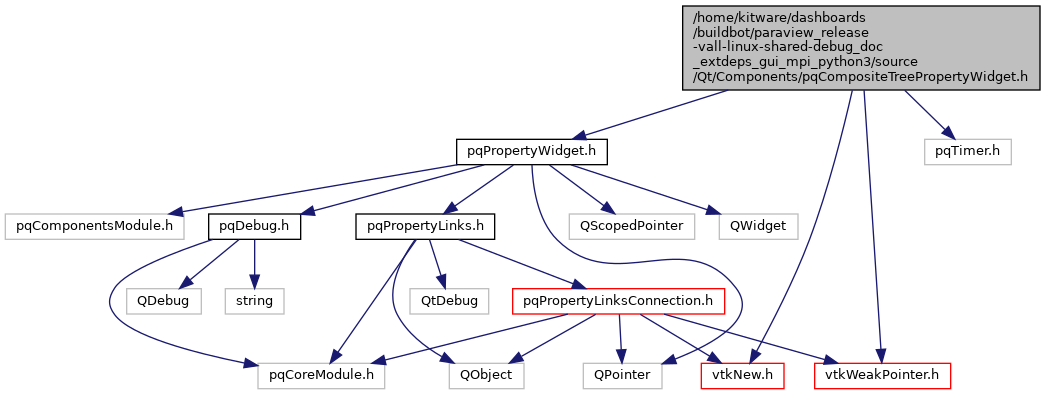 /home/kitware/dashboards
/buildbot/paraview_release
-vall-linux-shared-debug_doc
_extdeps_gui_mpi_python3/source
/Qt/Components/pqCompositeTreePropertyWidget.h
pqPropertyWidget.h
pqTimer.h
pqComponentsModule.h
pqDebug.h
pqPropertyLinks.h
QScopedPointer
QWidget
QDebug
string
QtDebug
pqPropertyLinksConnection.h
pqCoreModule.h
QObject
QPointer
vtkNew.h
vtkWeakPointer.h